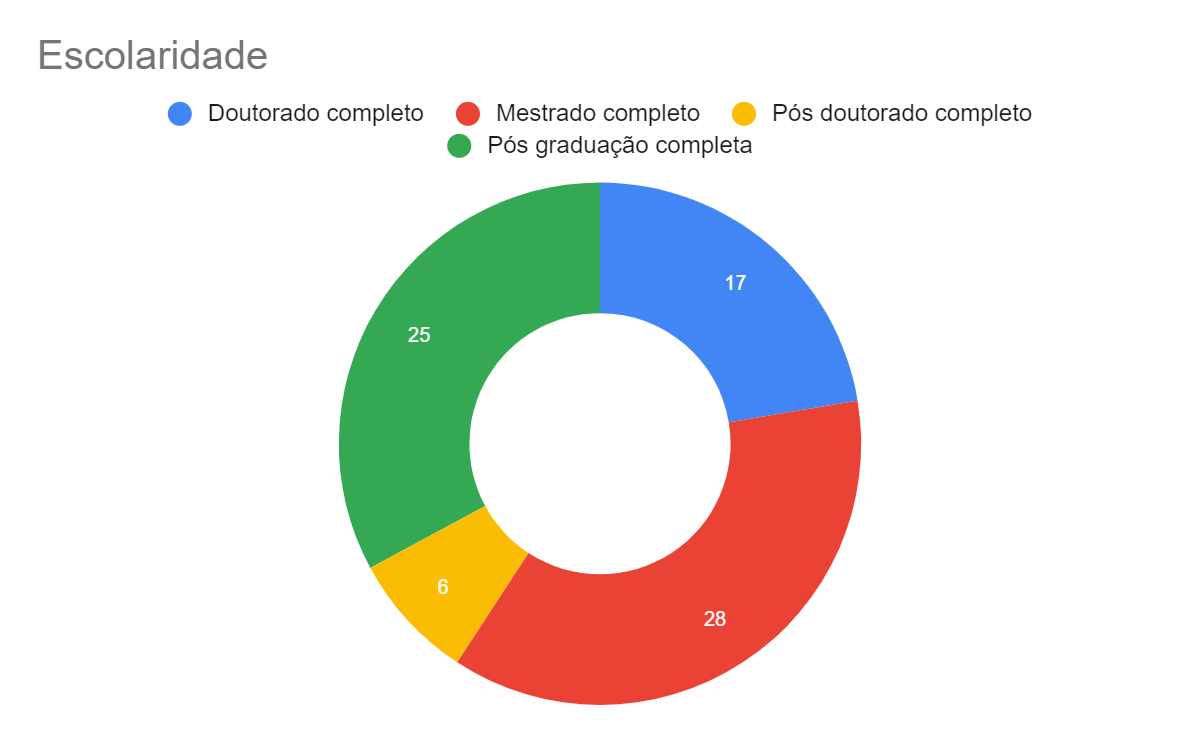 Escolaridade
Doutorado completo Mestrado completo Pós doutorado completo
Pós graduação completa
17
25
6
28